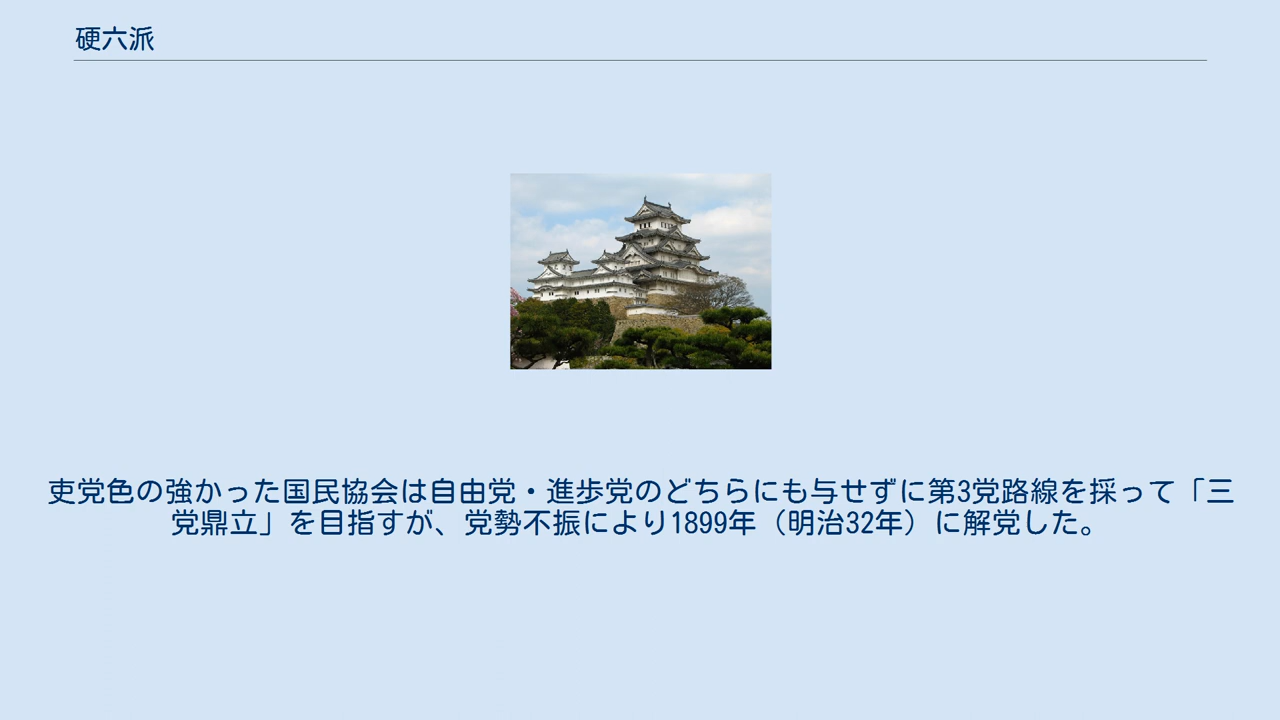 硬六派
吏党色の強かった国民協会は自由党・進歩党のどちらにも与せずに第3党路線を採って「三
党鼎立」を目指すが、党勢不振により1899年（明治32年）に解党した。